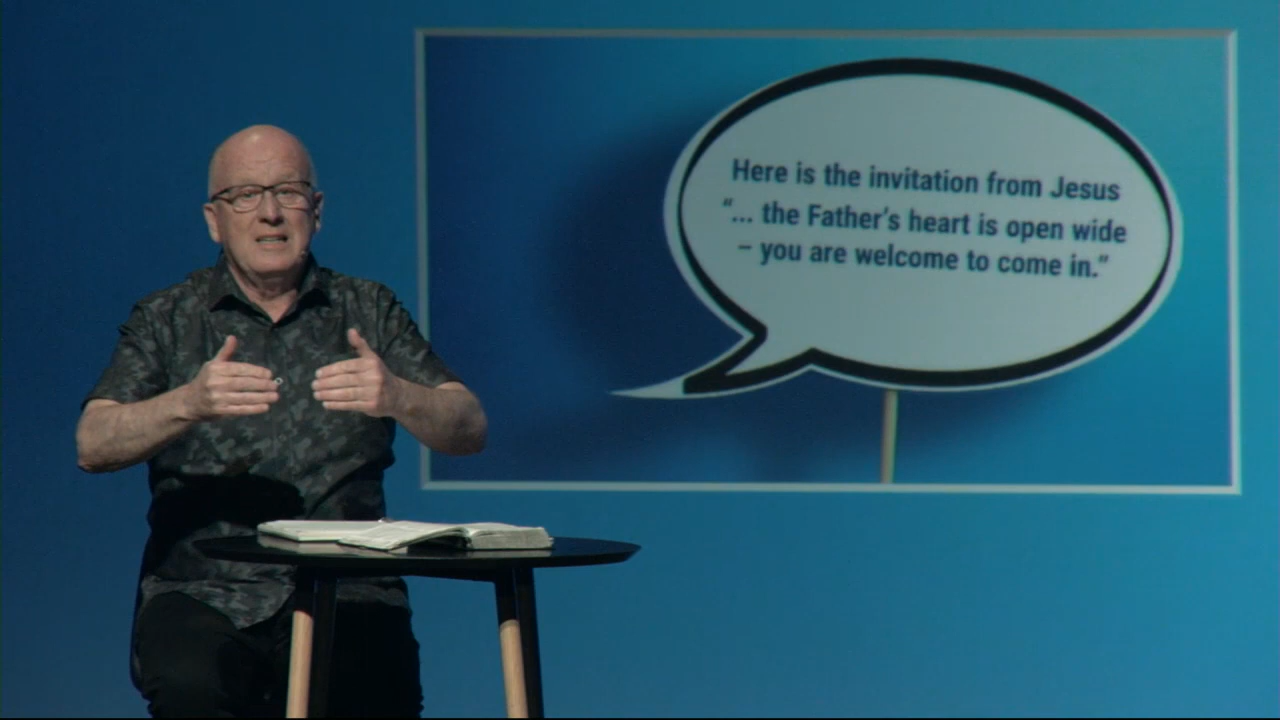 Here is the invitation from Jesus
“... the Father’s heart is open wide
– you are welcome to come in.”